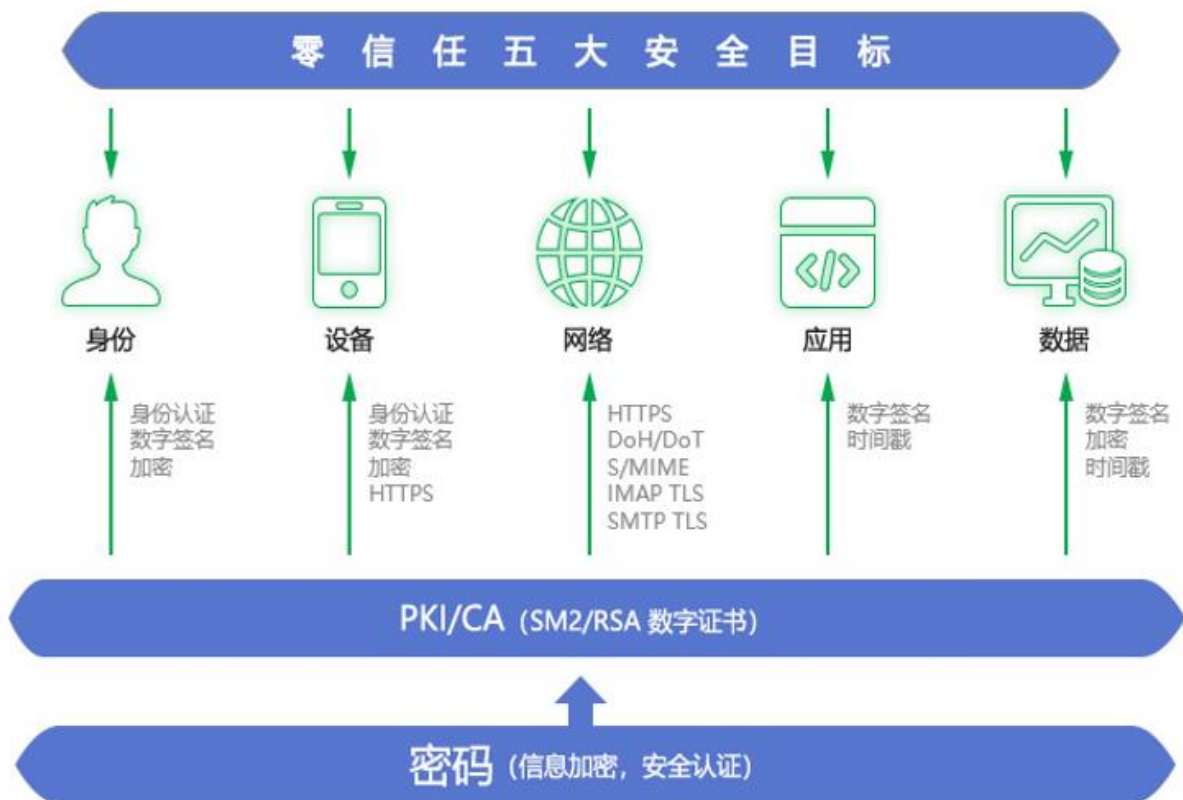 零信任五大安全目标
身份
设备
网络
应用
数据
身份认证
数字签名
加密
身份认证
数字签名
加密
HTTPS
HTTPS
DoH/DoT
S/MIME
IMAP TLS
SMTP TLS
数字签名
时间戳
数字签名
加密
时间戳
PKI/CA（SM2/RSA 数字证书）
密码（信息加密，安全认证）